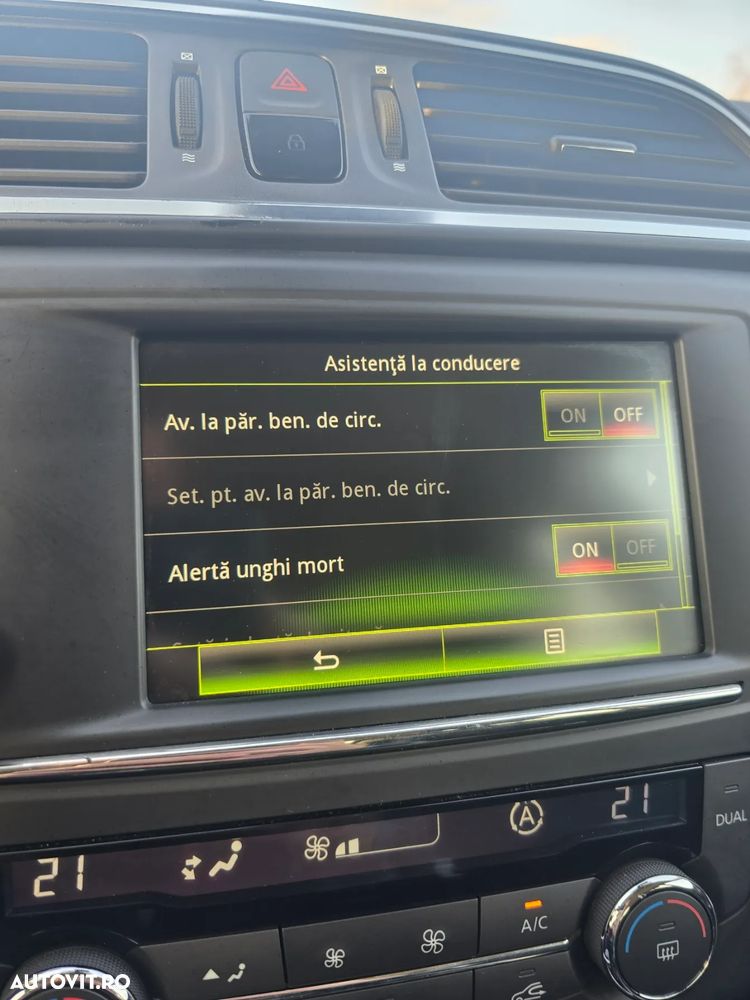 Asistenţă la conducere
Av. la păr. ben. de circ.
ON OFF
Set. pt. av. la păr. ben. de circ.
Alertă unghi mort
ON OFF
21
A
21
DUAL
A/C
AUTOVIT.RO